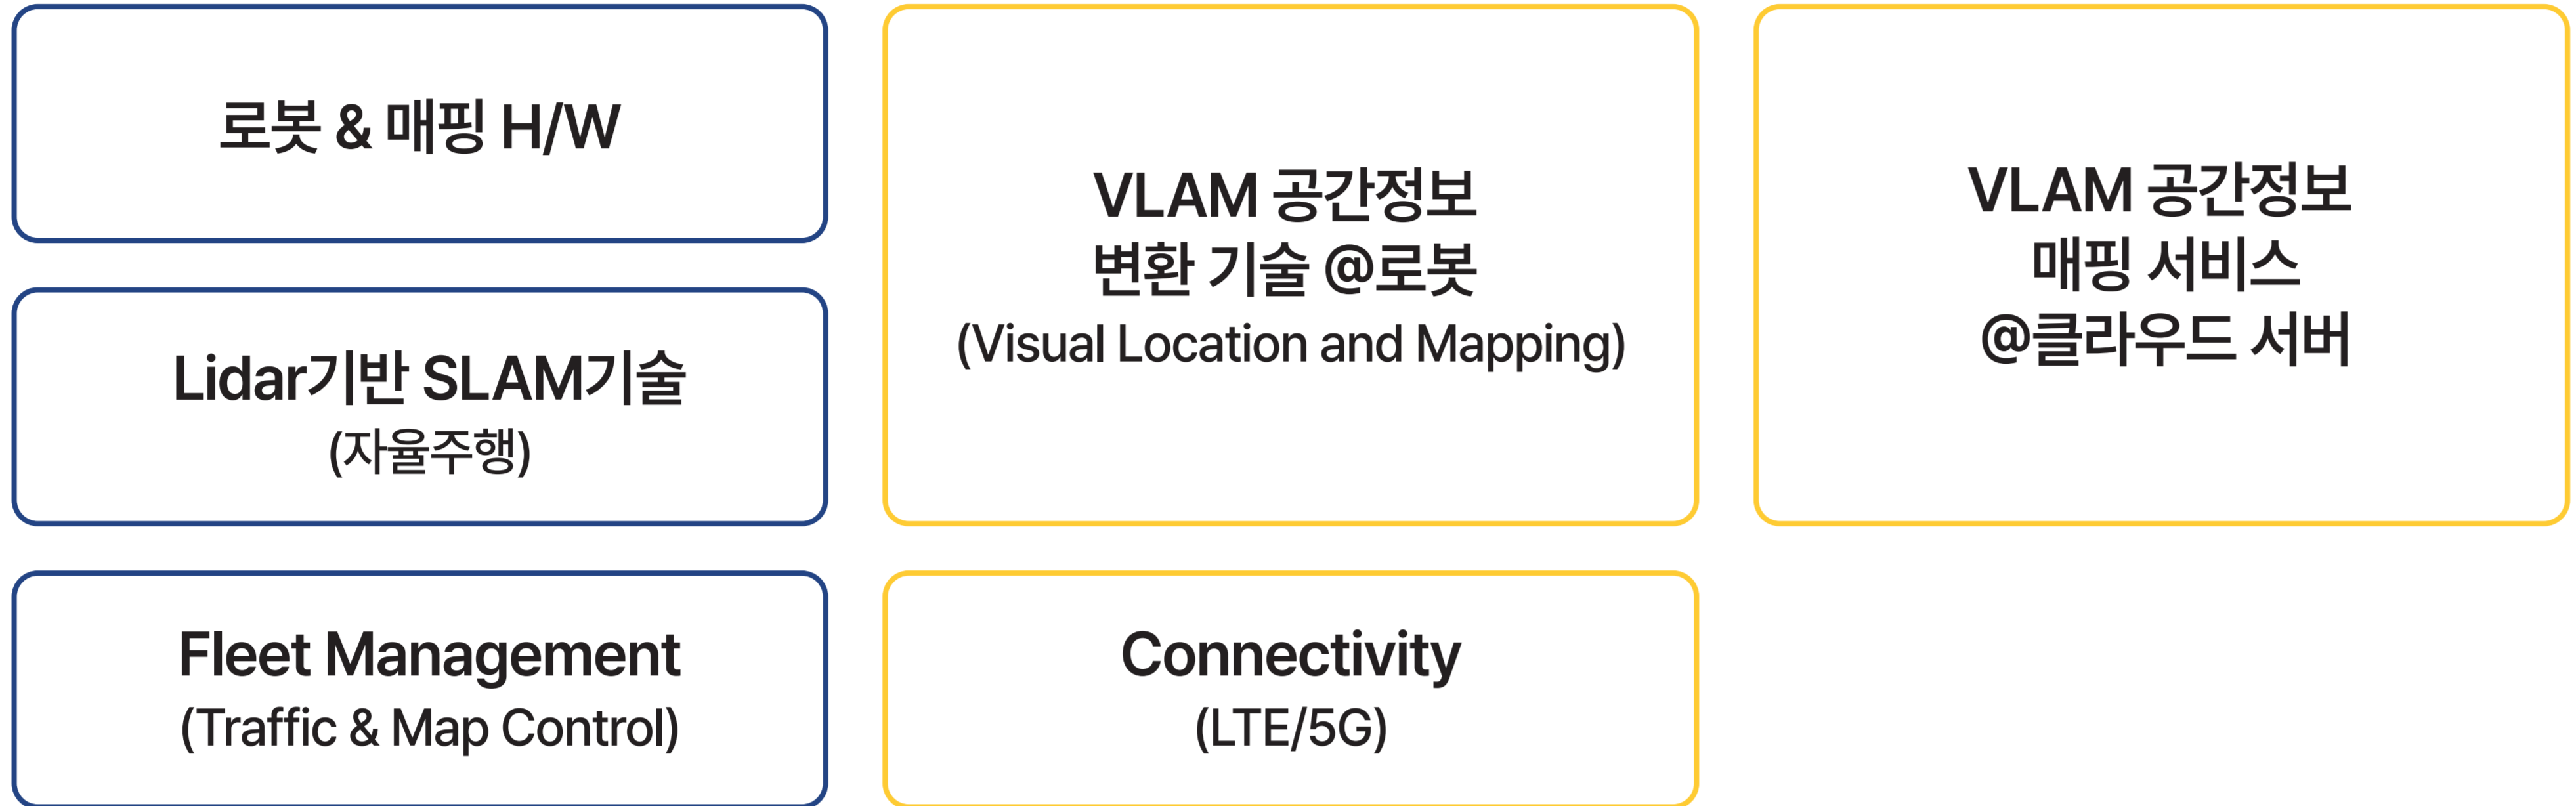 로봇 & 매핑 H/W
Lidar기반 SLAM기술
(자율주행)
Fleet Management
(Traffic & Map Control)
VLAM 공간정보
변환 기술 @로봇
(Visual Location and Mapping)
Connectivity
(LTE/5G)
VLAM 공간정보
매핑 서비스
@클라우드 서버